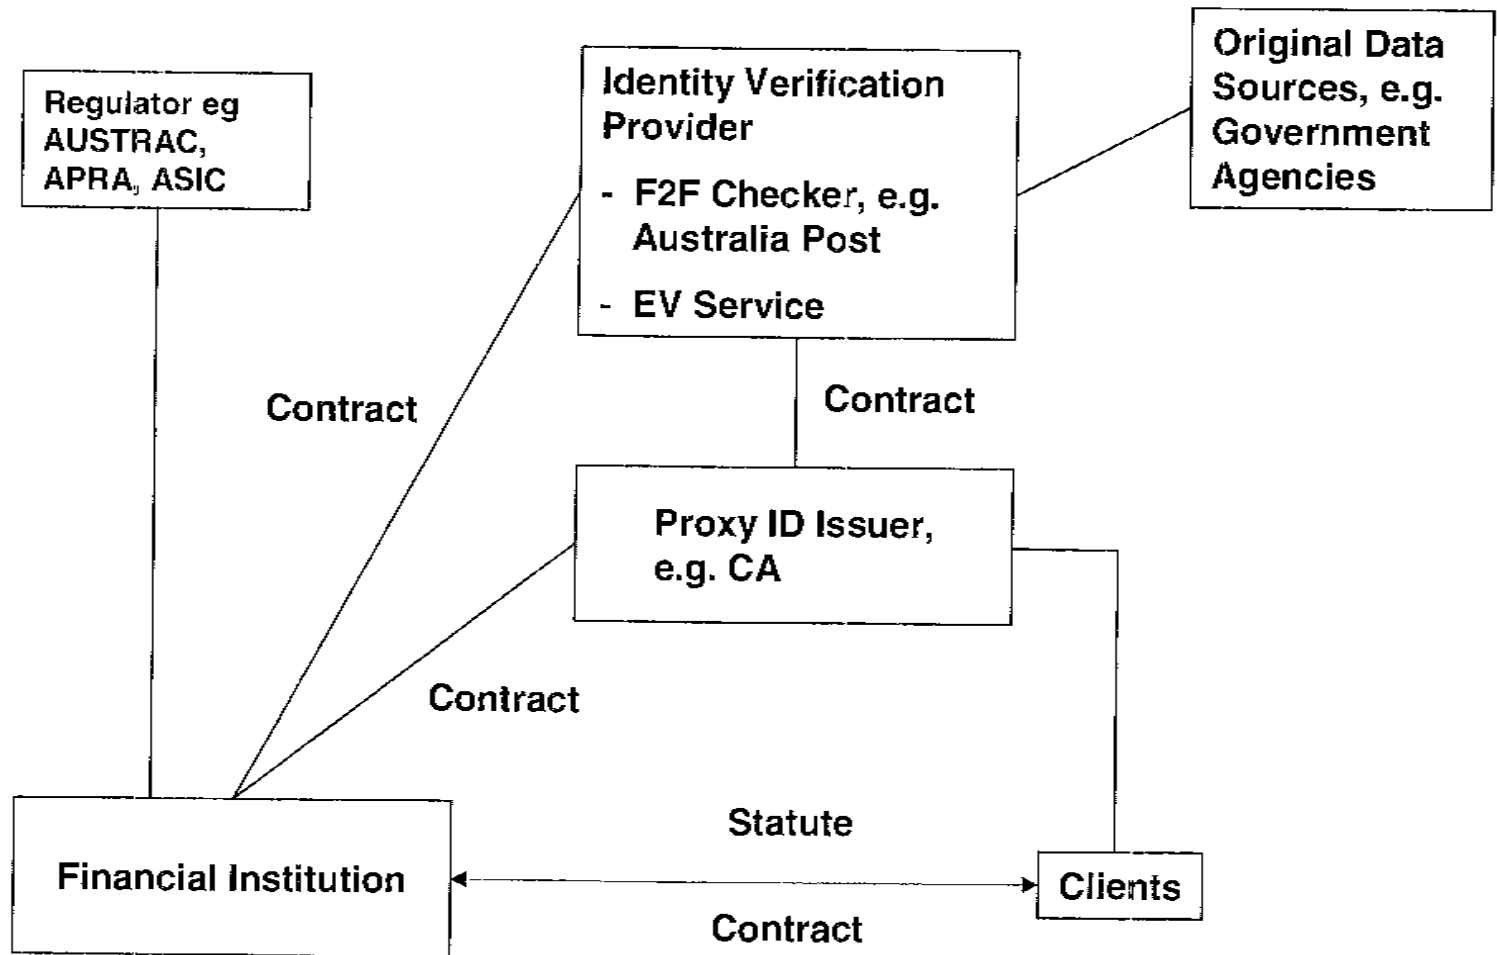 Regulator eg
AUSTRAC,
APRA, ASIC
Identity Verification
Provider
- F2F Checker, e.g.
Australia Post
- EV Service
Original Data
Sources, e.g.
Government
Agencies
Contract
Contract
Proxy ID Issuer,
e.g. CA
Contract
Statute
Financial Institution
Clients
Contract